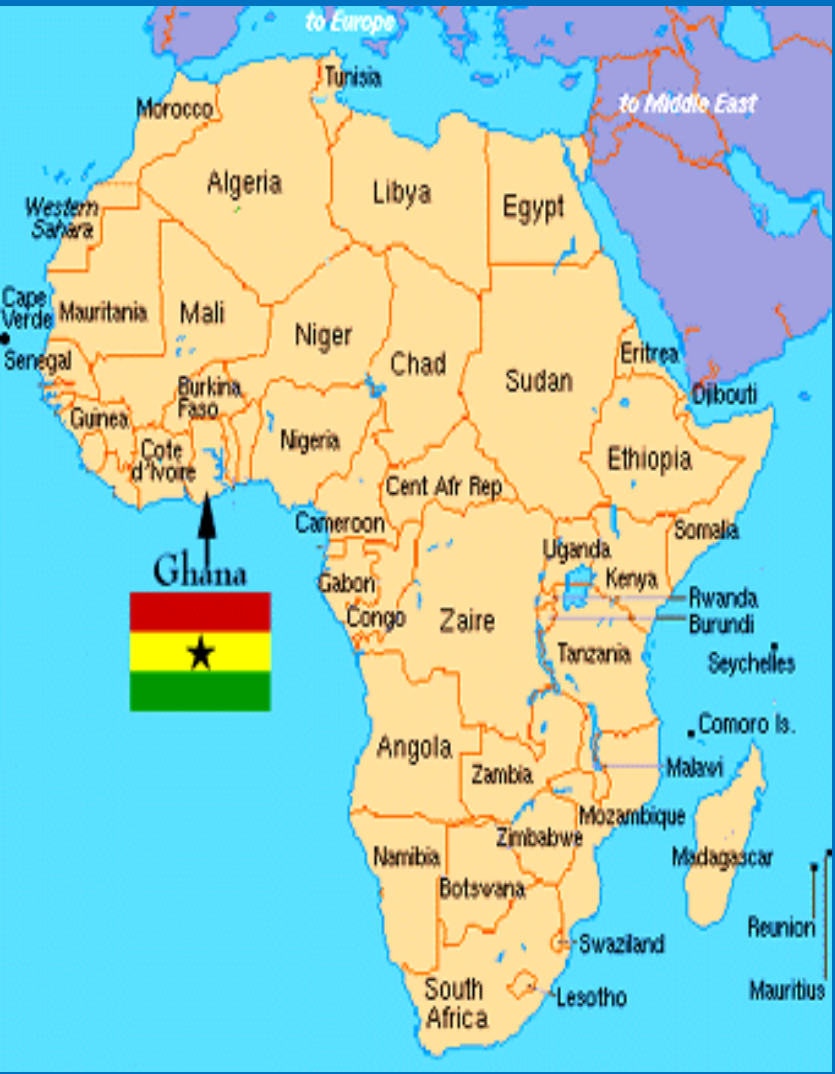 to Europe
Tunisia
to Middle East
Morocco
Algeria
Libya
Egypt
Western
Sahara
Cape
Verde
Mauritania
Mali
Niger
Chad
Sudan
Eritrea
Senegal
Djibouti
Burkina
Faso
Guinea
Cote
d'Ivoire
Nigeria
Ethiopia
Cent Afr Rep
Cameroon
Somalia
Uganda
Kenya
Ghana
Gabon
Congo
Zaire
Rwanda
Burundi
Tanzania
Seychelles
Comoro Is.
Angola
Zambia
Malawi
Mozambique
Zimbabwe
Namibia
Madagascar
Botswana
Reunion
Swaziland
Mauritius
South
Africa
Lesotho